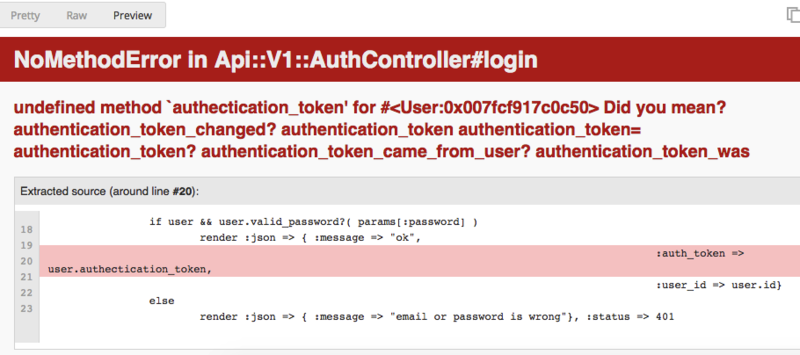 Pretty Raw Preview
NoMethodError in Api::V1::AuthController#login
undefined method `authectication_token' for #<User:0x007fcf917c0c50> Did you mean?
authentication_token_changed? authentication_token authentication_token=
authentication_token? authentication_token_came_from_user? authentication_token_was
Extracted source (around line #20):
if user && user.valid_password?( params[:password] )
18 render :json => { :message => "ok",
19
20 :auth_token =>
21 user.authectication_token,
22 :user_id => user.id}
23 else
render :json => { :message => "email or password is wrong"}, :status => 401